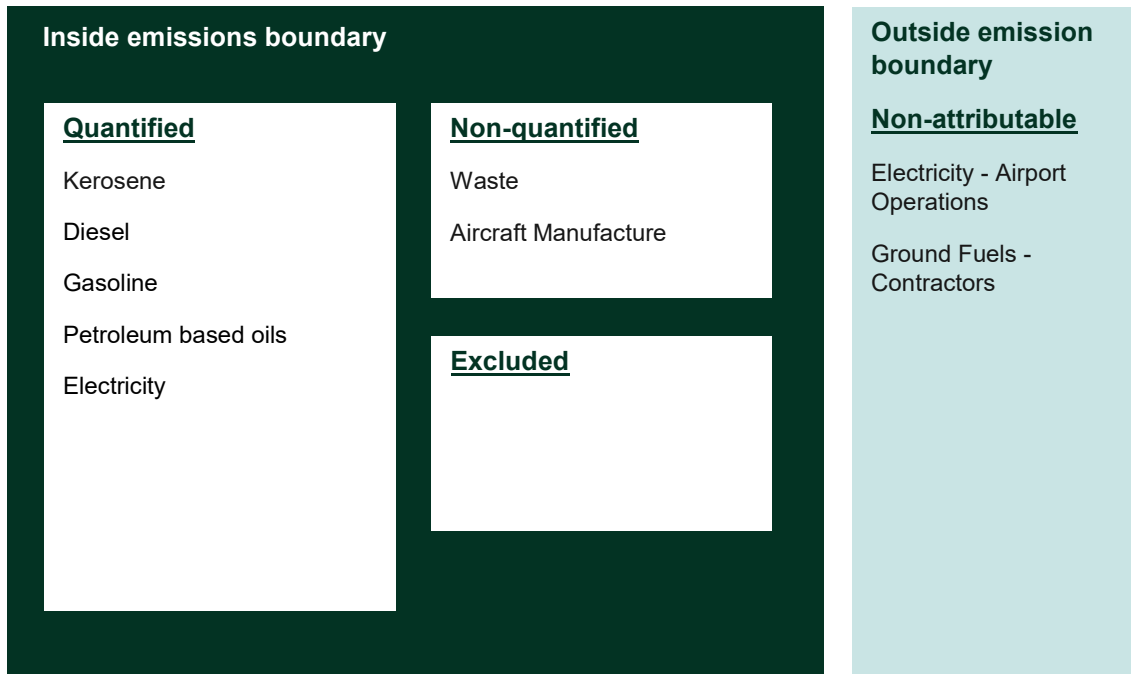 Inside emissions boundary
Quantified
Kerosene
Diesel
Gasoline
Petroleum based oils
Electricity
Non-quantified
Waste
Aircraft Manufacture
Excluded
Outside emission
boundary
Non-attributable
Electricity - Airport
Operations
Ground Fuels -
Contractors